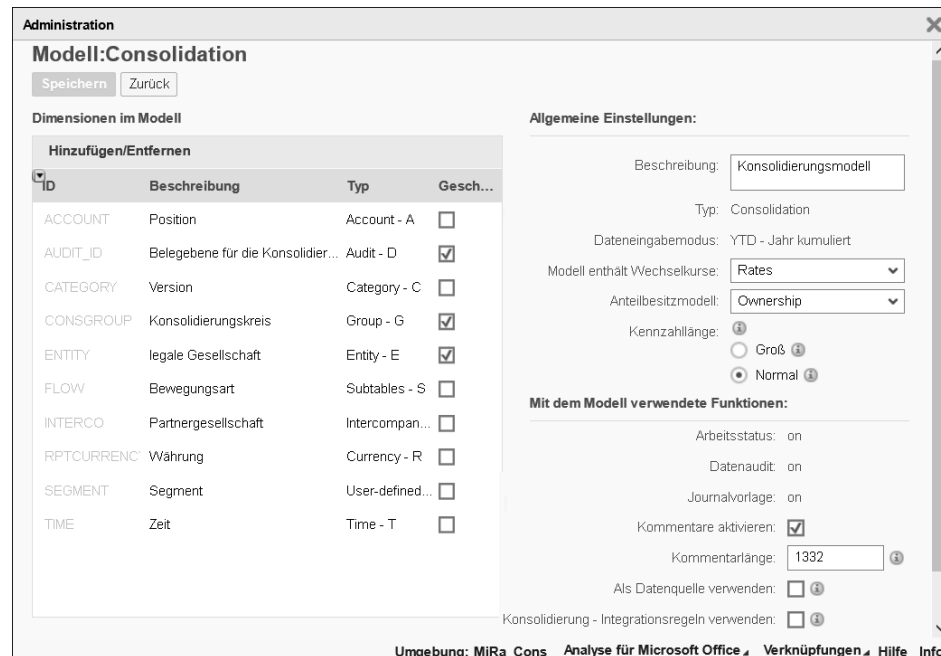 Administration
Modell:Consolidation
Speichern Zurück
Dimensionen im Modell
Hinzufügen/Entfernen
ID Beschreibung Typ Gesch...
ACCOUNT Position Account - A
AUDIT_ID Belegebene für die Konsolidier... Audit - D
CATEGORY Version Category - C
CONSGROUP Konsolidierungskreis Group - G
ENTITY legale Gesellschaft Entity - E
FLOW Bewegungsart Subtables - S
INTERCO Partnergesellschaft Intercompan...
RPTCURRENC Währung Currency - R
SEGMENT Segment User-defined...
TIME Zeit Time - T
Allgemeine Einstellungen:
Beschreibung: Konsolidierungsmodell
Typ: Consolidation
Dateneingabemodus: YTD - Jahr kumuliert
Modell enthält Wechselkurse: Rates
Anteilbesitzmodell: Ownership
Kennzahllänge:
Groß
Normal
Mit dem Modell verwendete Funktionen:
Arbeitsstatus: on
Datenaudit: on
Journalvorlage: on
Kommentare aktivieren:
Kommentarlänge: 1332
Als Datenquelle verwenden:
Konsolidierung - Integrationsregeln verwenden:
Umgebung: MiRa_Cons Analyse für Microsoft Office Verknüpfungen Hilfe Info